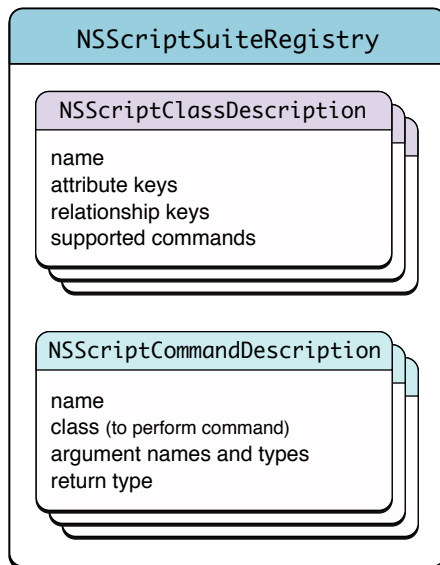 NSScriptSuiteRegistry
NSScriptClassDescription
name
attribute keys
relationship keys
supported commands
NSScriptCommandDescription
name
class (to perform command)
argument names and types
return type